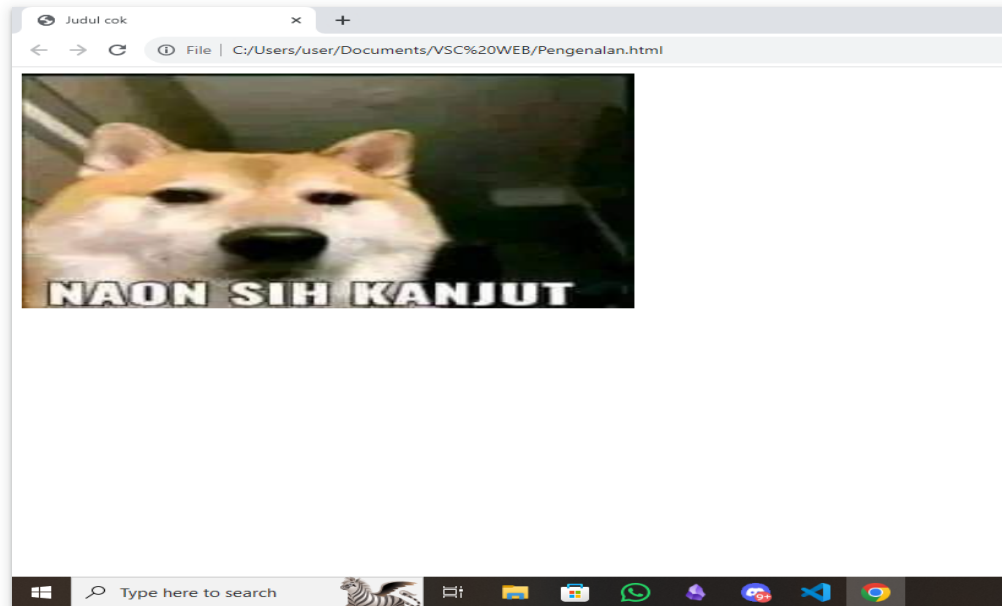 Judul cok
File | C:/Users/user/Documents/VSC%20WEB/Pengenalan.html
NAON SIH KANJUT
Type here to search
9+